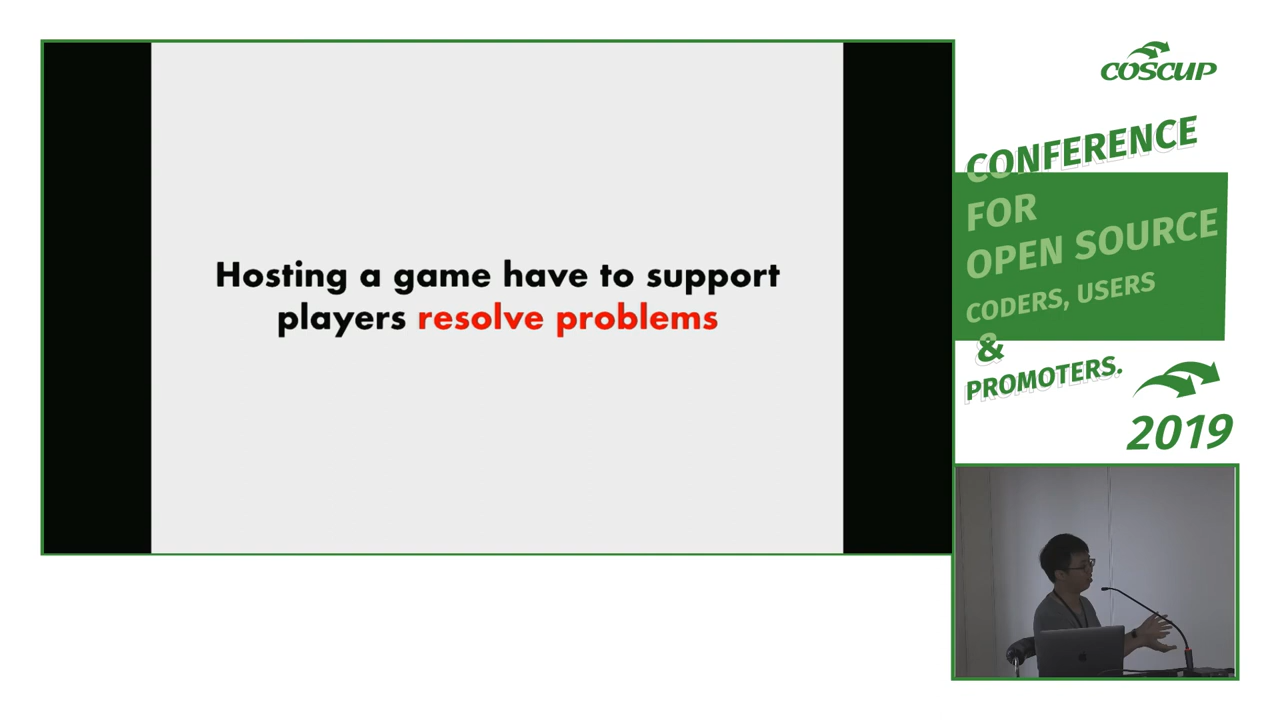 Hosting a game have to support
players resolve problems
COSCUP
CONFERENCE
FOR
OPEN SOURCE
CODERS, USERS
&
PROMOTERS.
2019